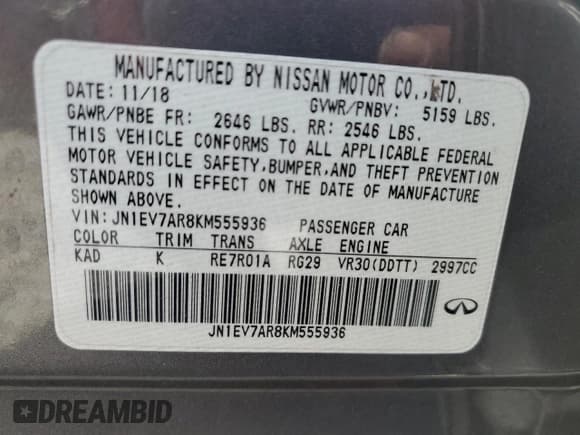 MANUFACTURED BY NISSAN MOTOR CO.,LTD.
DATE: 11/18 GVWR/PNBV: 5159 LBS.
GAWR/PNBE FR: 2646 LBS. RR: 2546 LBS.
THIS VEHICLE CONFORMS TO ALL APPLICABLE FEDERAL
MOTOR VEHICLE SAFETY,BUMPER,AND THEFT PREVENTION
STANDARDS IN EFFECT ON THE DATE OF MANUFACTURE
SHOWN ABOVE.
VIN: JN1EV7AR8KM555936 PASSENGER CAR
COLOR TRIM TRANS AXLE ENGINE
KAD K RE7R01A RG29 VR30(DDTT) 2997CC
JN1EV7AR8KM555936
DREAMBID